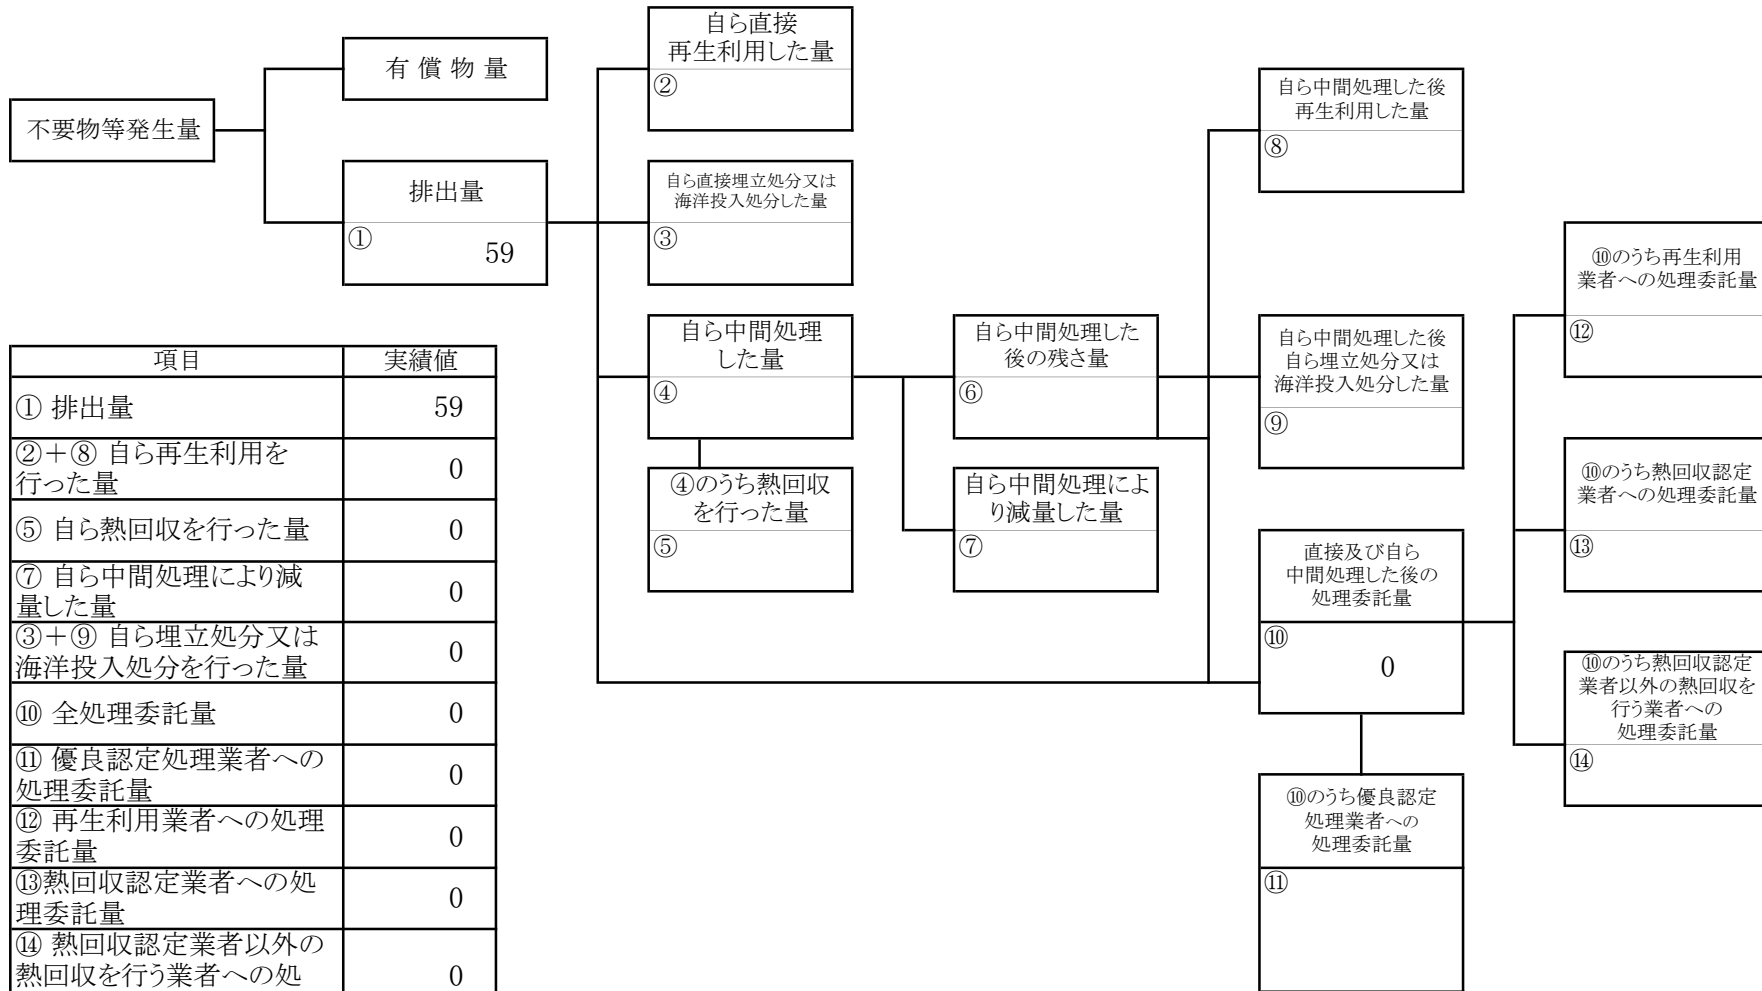 自ら直接
再生利用した量
②
有 償 物 量
自ら中間処理した後
再生利用した量
⑧
不要物等発生量
排出量
①
59
自ら直接埋立処分又は
海洋投入処分した量
③
⑩のうち再生利用
業者への処理委託量
⑫
自ら中間処理
した量
④
自ら中間処理した
後の残さ量
⑥
自ら中間処理した後
自ら埋立処分又は
海洋投入処分した量
⑨
④のうち熱回収
を行った量
⑤
自ら中間処理によ
り減量した量
⑦
⑩のうち熱回収認定
業者への処理委託量
⑬
直接及び自ら
中間処理した後の
処理委託量
⑩
0
⑩のうち熱回収認定
業者以外の熱回収を
行う業者への
処理委託量
⑭
⑩のうち優良認定
処理業者への
処理委託量
⑪
項目 実績値
① 排出量 59
②+⑧ 自ら再生利用を
行った量 0
⑤ 自ら熱回収を行った量 0
⑦ 自ら中間処理により減
量した量 0
③+⑨ 自ら埋立処分又は
海洋投入処分を行った量 0
⑩ 全処理委託量 0
⑪ 優良認定処理業者への
処理委託量 0
⑫ 再生利用業者への処理
委託量 0
⑬熱回収認定業者への処
理委託量 0
⑭ 熱回収認定業者以外の
熱回収を行う業者への処 0